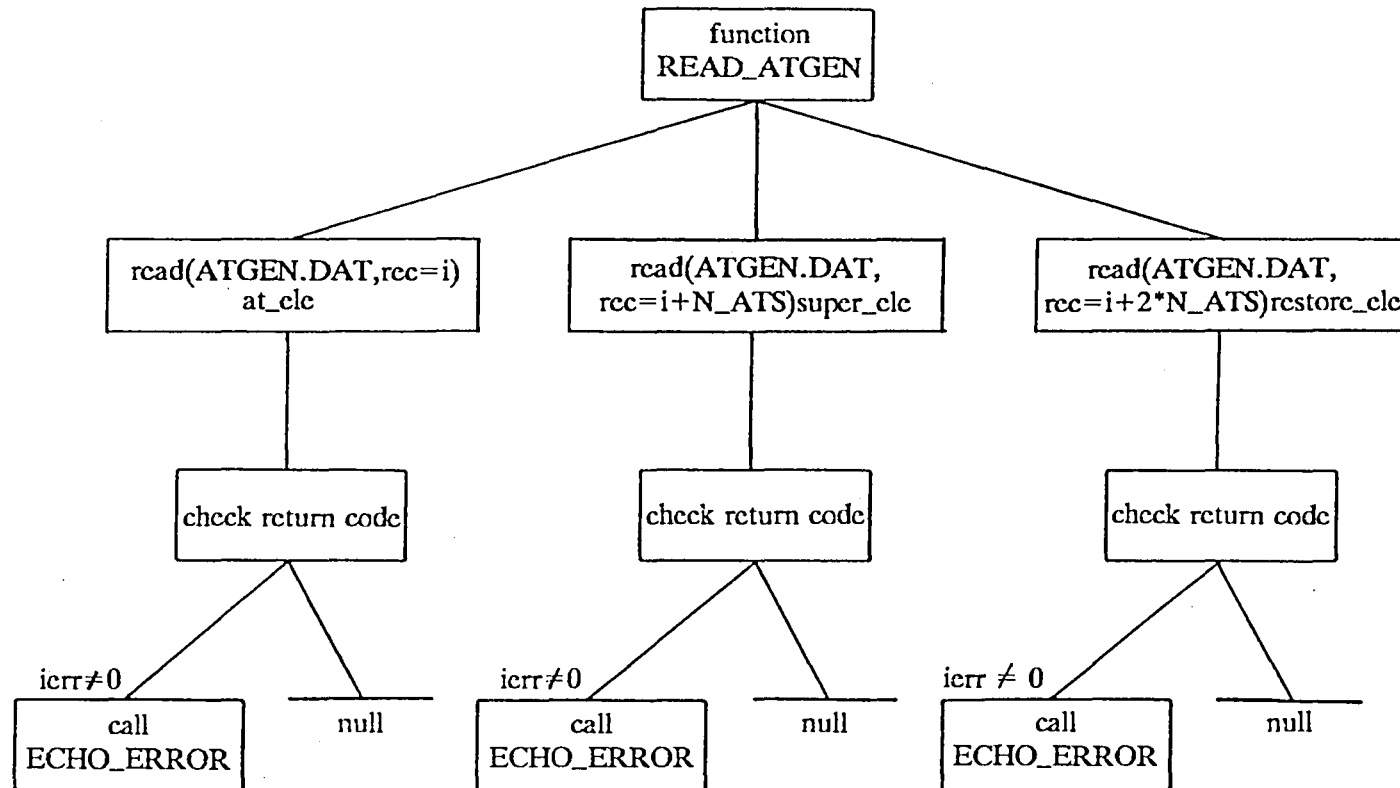 function
READ_ATGEN
read(ATGEN.DAT,rec=i)
at_ele
read(ATGEN.DAT,
rec=i+N_ATS)super_ele
read(ATGEN.DAT,
rec=i+2*N_ATS)restore_ele
check return code
check return code
check return code
ierr≠0
call
ECHO_ERROR
null
ierr≠0
call
ECHO_ERROR
null
ierr ≠ 0
call
ECHO_ERROR
null